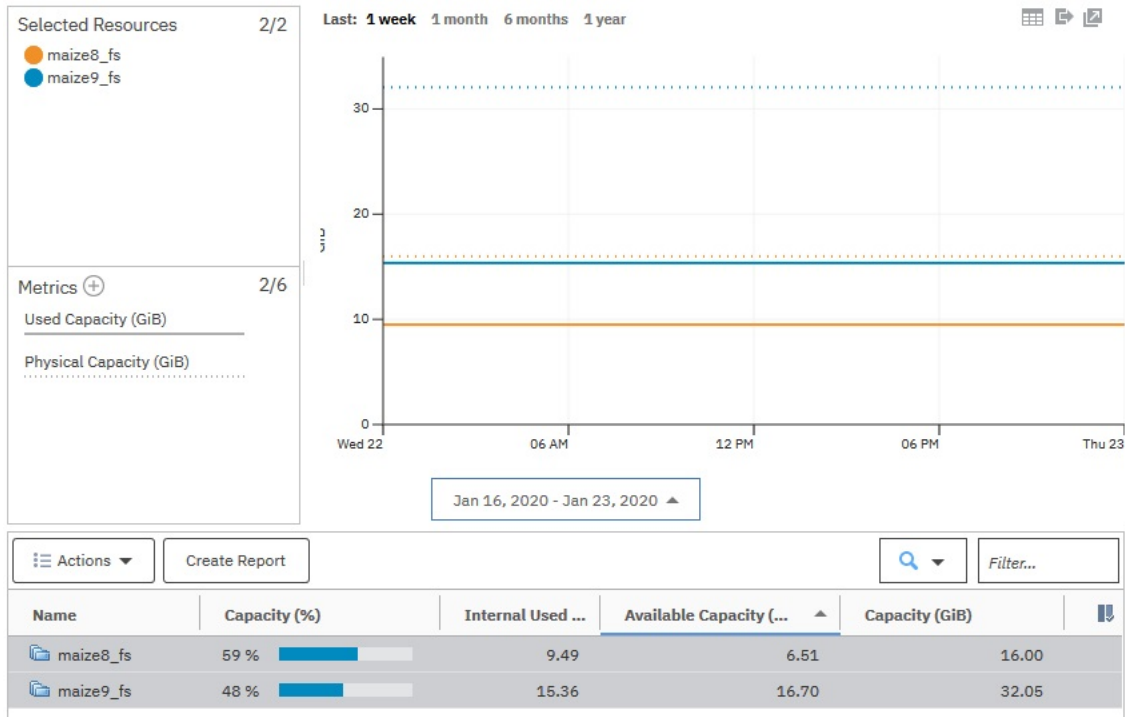 Selected Resources 2/2
maize8_fs
maize9_fs
Metrics 2/6
Used Capacity (GiB)
Physical Capacity (GiB)
Last: 1 week 1 month 6 months 1 year
30
20
10
0
Wed 22 06 AM 12 PM 06 PM Thu 23
Jan 16, 2020 - Jan 23, 2020
Actions Create Report Filter...
Name Capacity (%) Internal Used ... Available Capacity (... Capacity (GiB)
maize8_fs 59 % 9.49 6.51 16.00
maize9_fs 48 % 15.36 16.70 32.05